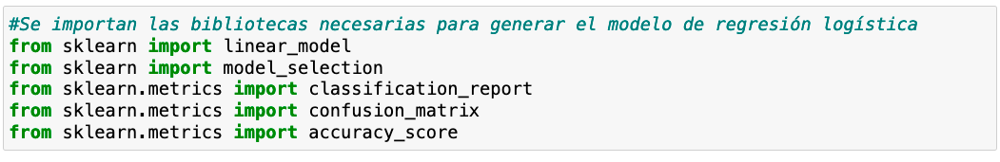 #Se importan las bibliotecas necesarias para generar el modelo de regresión logística
from sklearn import linear_model
from sklearn import model_selection
from sklearn.metrics import classification_report
from sklearn.metrics import confusion_matrix
from sklearn.metrics import accuracy_score